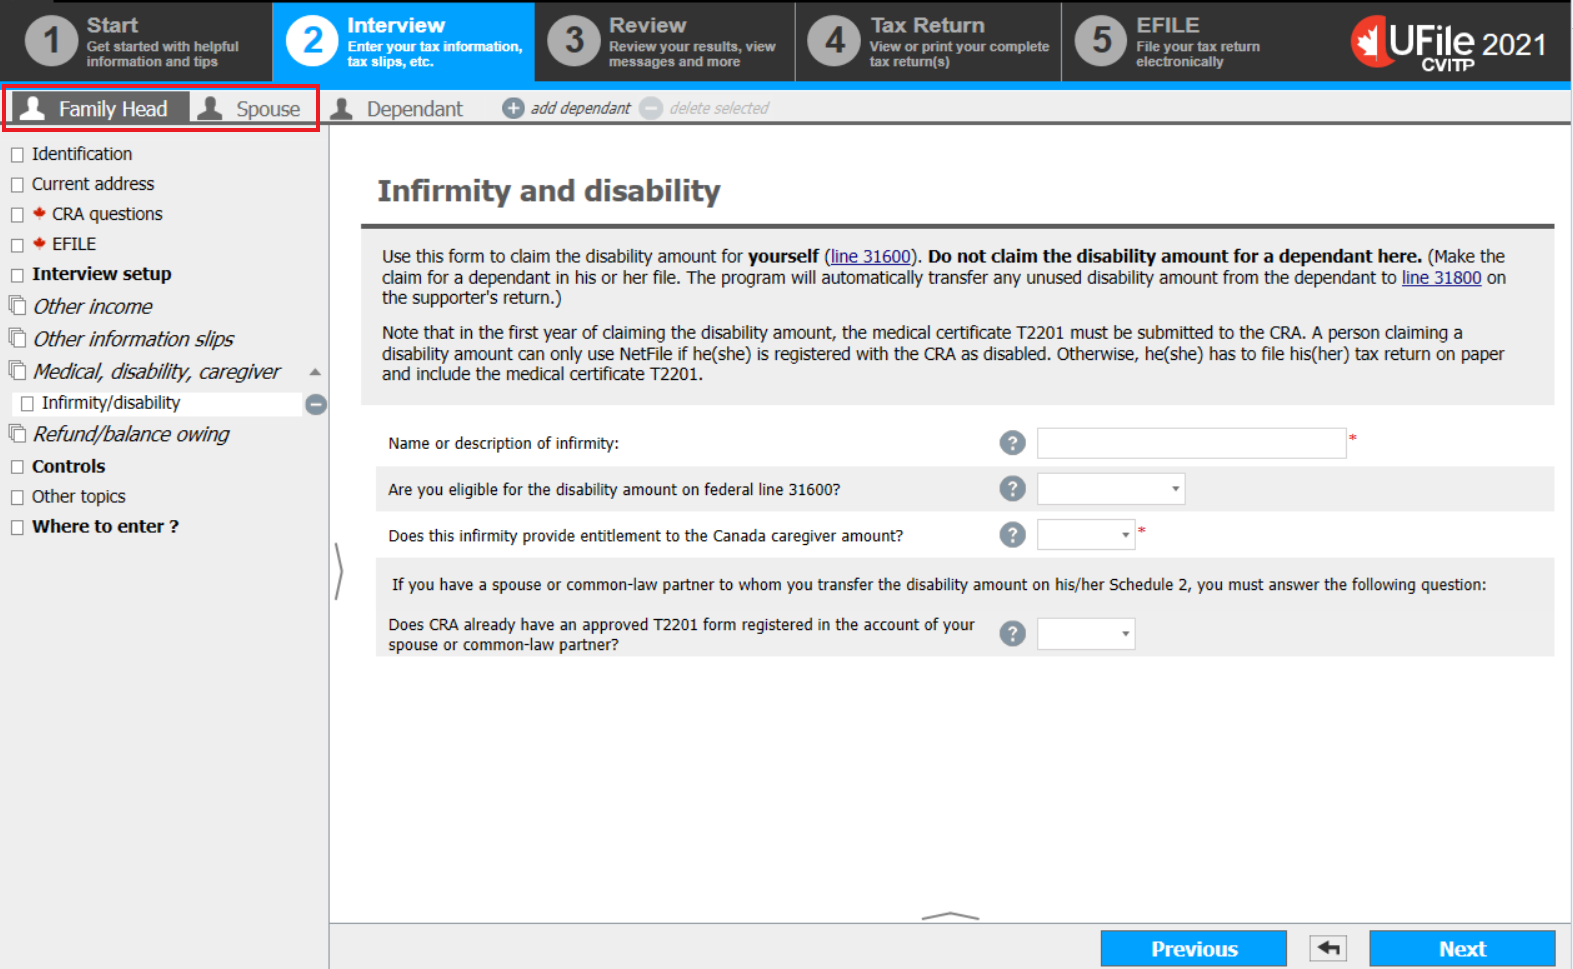 1
Start
Get started with helpful
information and tips
2
Interview
Enter your tax information,
tax slips, etc.
3
Review
Review your results, view
messages and more
4
Tax Return
View or print your complete
tax return(s)
5
EFILE
File your tax return
electronically
UFile 2021
CVITP
Family Head
Spouse
Dependant
add dependant
delete selected
Identification
Current address
CRA questions
EFILE
Interview setup
Other income
Other information slips
Medical, disability, caregiver
Infirmity/disability
Refund/balance owing
Controls
Other topics
Where to enter ?
Infirmity and disability
Use this form to claim the disability amount for yourself (line 31600). Do not claim the disability amount for a dependant here. (Make the
claim for a dependant in his or her file. The program will automatically transfer any unused disability amount from the dependant to line 31800 on
the supporter's return.)
Note that in the first year of claiming the disability amount, the medical certificate T2201 must be submitted to the CRA. A person claiming a
disability amount can only use NetFile if he(she) is registered with the CRA as disabled. Otherwise, he(she) has to file his(her) tax return on paper
and include the medical certificate T2201.
Name or description of infirmity: ? *
Are you eligible for the disability amount on federal line 31600? ?
Does this infirmity provide entitlement to the Canada caregiver amount? ? *
If you have a spouse or common-law partner to whom you transfer the disability amount on his/her Schedule 2, you must answer the following question:
Does CRA already have an approved T2201 form registered in the account of your
spouse or common-law partner? ?
Previous
Next